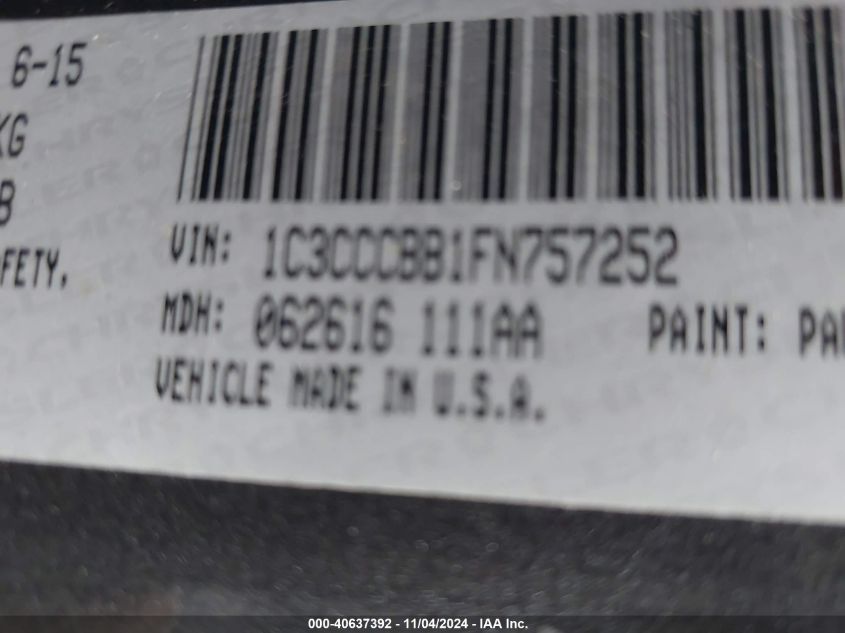 6-15
KG
B
FETY,
VIN: 1C3CCCBB1FN757252
MDH: 062616 111AA
PAINT: PA
VEHICLE MADE IN U.S.A.
000-40637392 - 11/04/2024 - IAA Inc.